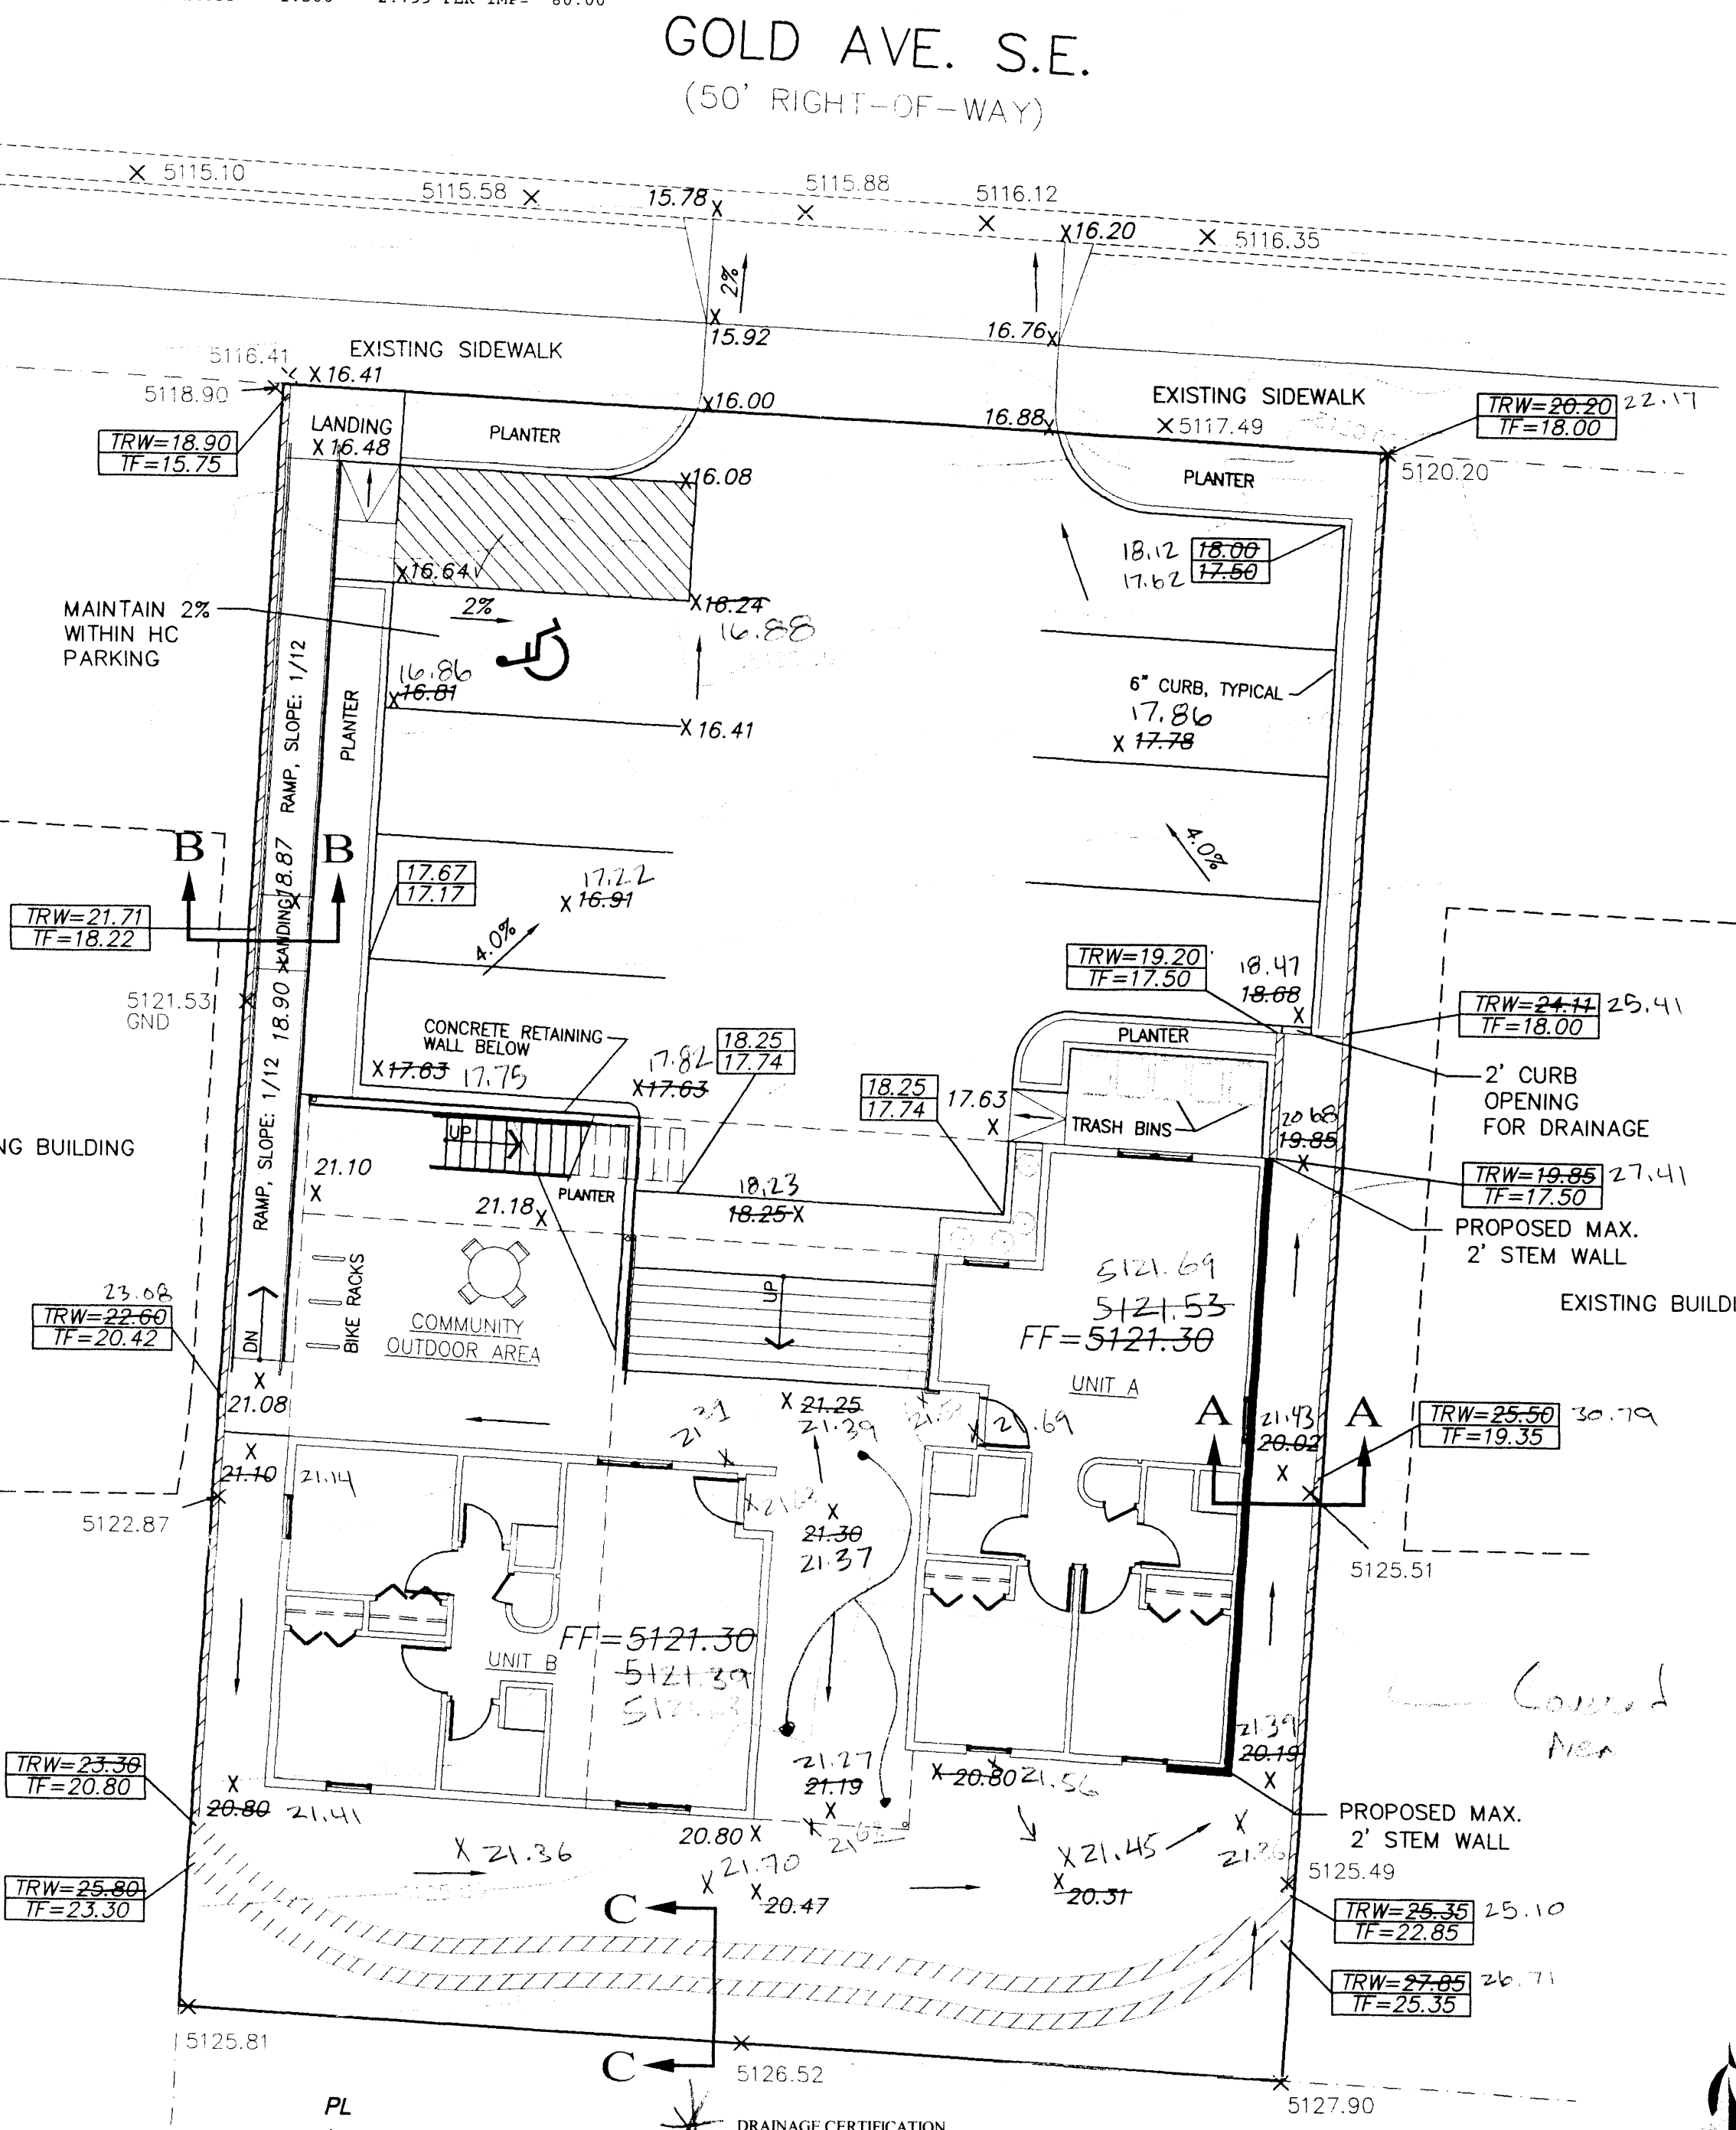 GOLD AVE. S.E.
(50' RIGHT-OF-WAY)
5115.10
5115.58
15.78
5115.88
5116.12
16.20
5116.35
2%
15.92
16.76
5116.41
16.41
EXISTING SIDEWALK
5118.90
16.00
16.88
EXISTING SIDEWALK
5117.49
TRW=20.20 22.17
TF=18.00
5120.20
TRW=18.90
TF=15.75
LANDING
16.48
PLANTER
PLANTER
16.08
18.12 18.00
17.62 17.50
16.64
MAINTAIN 2%
WITHIN HC
PARKING
2%
16.24
16.88
16.86
16.81
16.41
6" CURB, TYPICAL
17.86
17.78
RAMP, SLOPE: 1/12
PLANTER
B
B
18.87
LANDING
18.90
17.67
17.17
17.22
16.91
4.0%
4.0%
TRW=21.71
TF=18.22
5121.53
GND
TRW=19.20
TF=17.50
18.47
18.68
TRW=24.11 25.41
TF=18.00
CONCRETE RETAINING
WALL BELOW
17.63 17.75
17.82
17.63
18.25
17.74
18.25
17.74
17.63
PLANTER
TRASH BINS
2' CURB
OPENING
FOR DRAINAGE
20.68
19.85
TRW=19.85 27.41
TF=17.50
PROPOSED MAX.
2' STEM WALL
NG BUILDING
RAMP, SLOPE: 1/12
UP
21.10
21.18
PLANTER
18.23
18.25
UP
5121.69
5121.53
FF=5121.30
UNIT A
EXISTING BUILDI
23.08
TRW=22.60
TF=20.42
DN
BIKE RACKS
COMMUNITY
OUTDOOR AREA
21.08
21.25
21.39
21.69
A
A
21.43
20.02
TRW=25.50 30.79
TF=19.35
21.10
21.14
5122.87
21.30
21.37
5125.51
FF=5121.30
5121.39
UNIT B
Covered
Area
TRW=23.30
TF=20.80
20.80 21.41
21.27
21.19
20.80 21.56
21.39
20.19
PROPOSED MAX.
2' STEM WALL
20.80
21.36
21.70
20.47
21.45
20.31
5125.49
TRW=25.80
TF=23.30
C
TRW=25.35 25.10
TF=22.85
TRW=27.85 26.71
TF=25.35
5125.81
C
5126.52
5127.90
PL
DRAINAGE CERTIFICATION